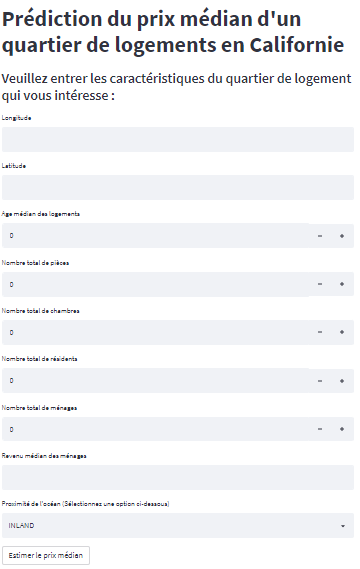 Prédiction du prix médian d'un
quartier de logements en Californie
Veuillez entrer les caractéristiques du quartier de logement
qui vous intéresse :
Longitude
Latitude
Age médian des logements
0 − +
Nombre total de pièces
0 − +
Nombre total de chambres
0 − +
Nombre total de résidents
0 − +
Nombre total de ménages
0 − +
Revenu médian des ménages
Proximité de l'océan (Sélectionnez une option ci-dessous)
INLAND
Estimer le prix médian